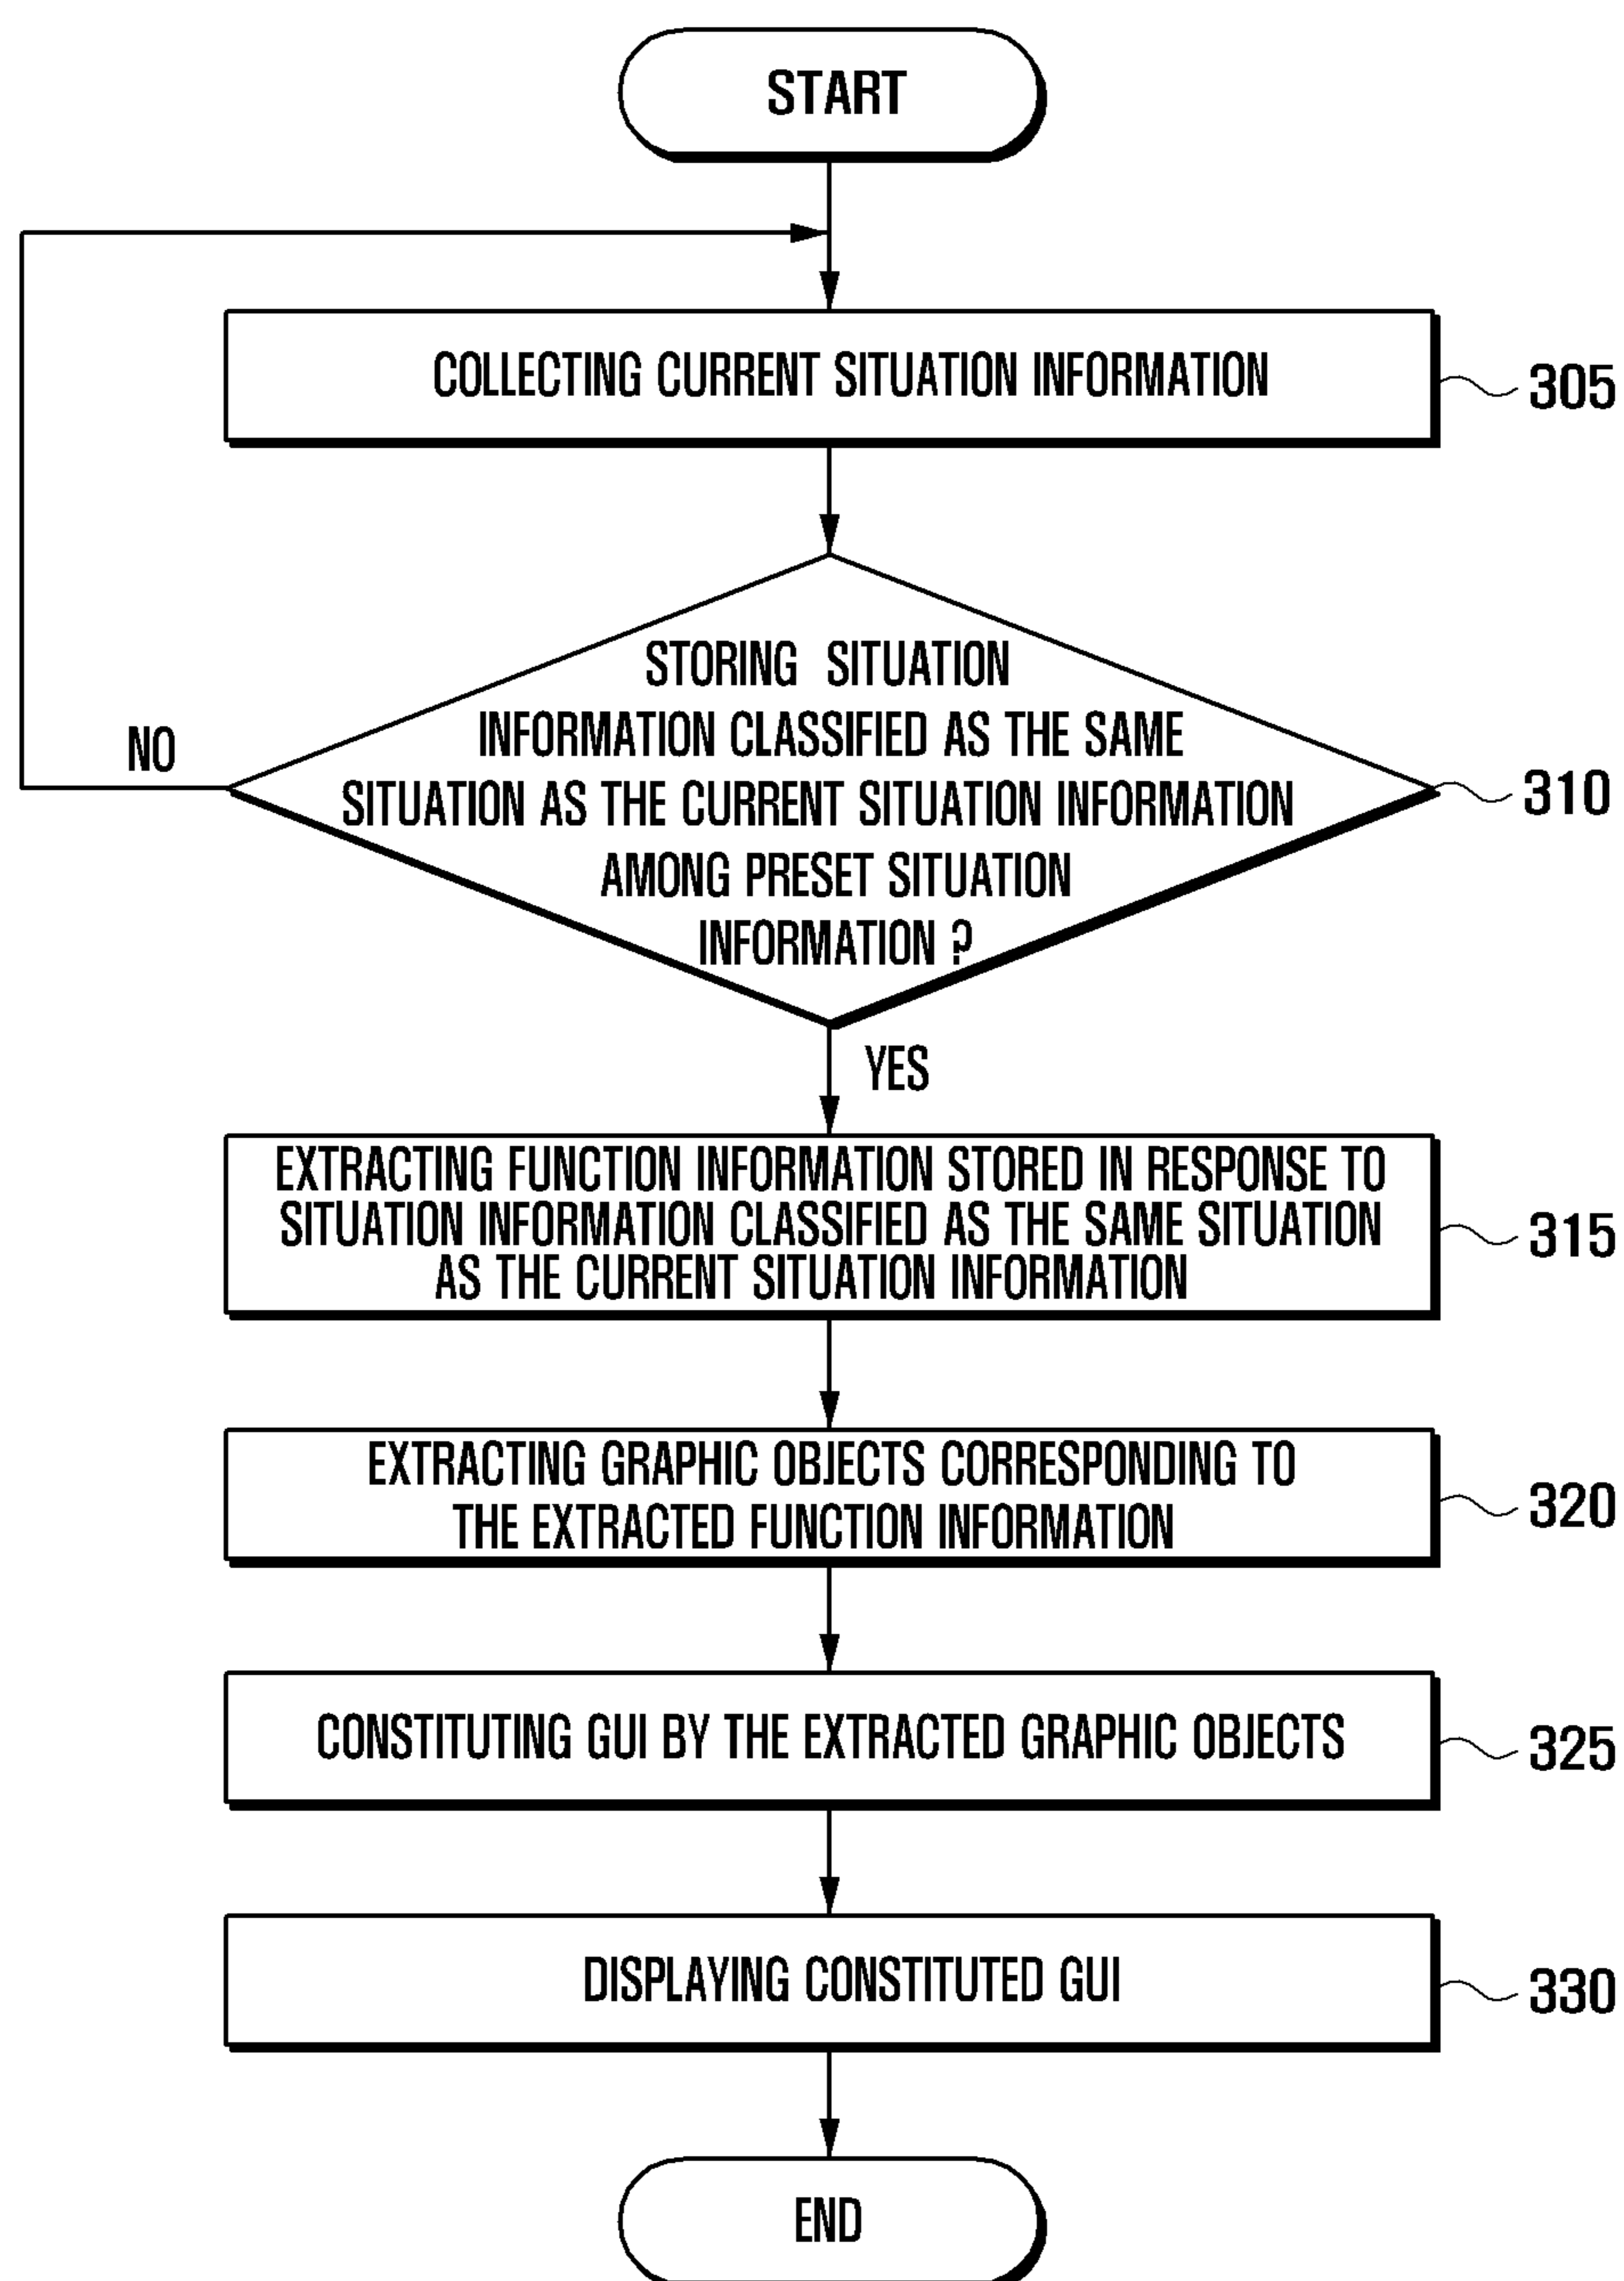 START
COLLECTING CURRENT SITUATION INFORMATION
305
STORING SITUATION
INFORMATION CLASSIFIED AS THE SAME
SITUATION AS THE CURRENT SITUATION INFORMATION
AMONG PRESET SITUATION
INFORMATION ?
310
NO
YES
EXTRACTING FUNCTION INFORMATION STORED IN RESPONSE TO
SITUATION INFORMATION CLASSIFIED AS THE SAME SITUATION
AS THE CURRENT SITUATION INFORMATION
315
EXTRACTING GRAPHIC OBJECTS CORRESPONDING TO
THE EXTRACTED FUNCTION INFORMATION
320
CONSTITUTING GUI BY THE EXTRACTED GRAPHIC OBJECTS
325
DISPLAYING CONSTITUTED GUI
330
END